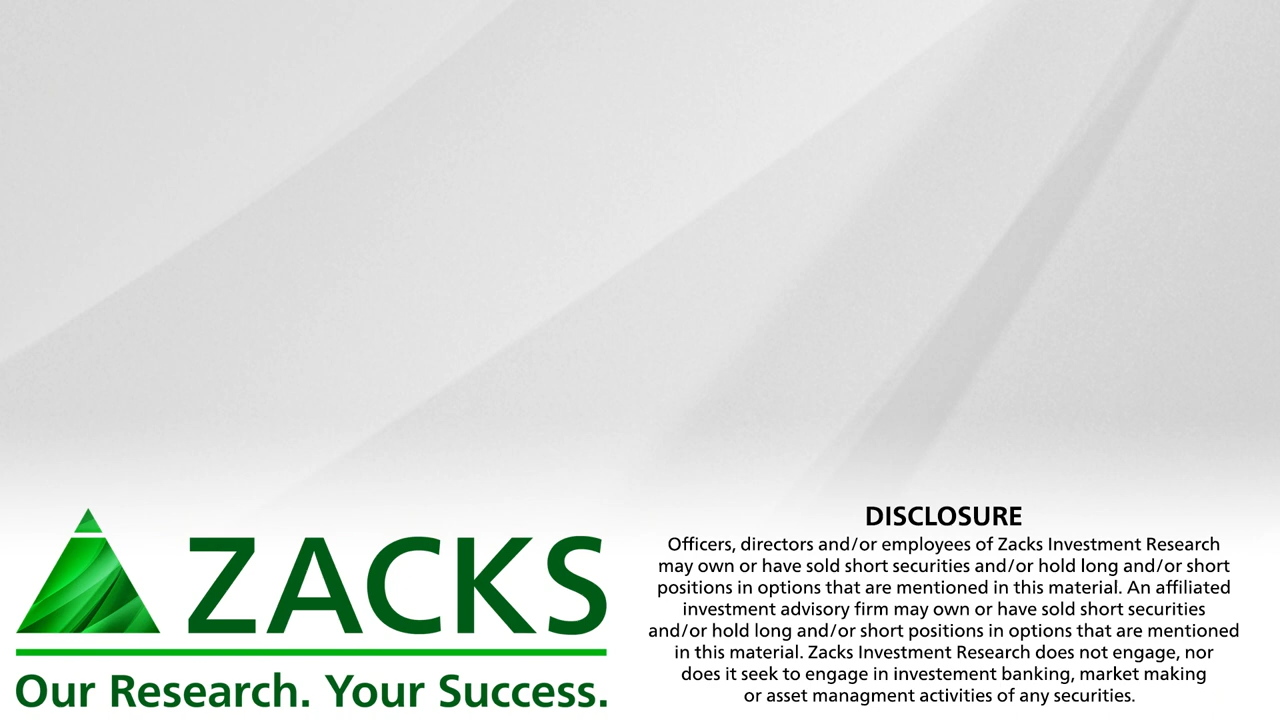 ZACKS
Our Research. Your Success.
DISCLOSURE
Officers, directors and/or employees of Zacks Investment Research
may own or have sold short securities and/or hold long and/or short
positions in options that are mentioned in this material. An affiliated
investment advisory firm may own or have sold short securities
and/or hold long and/or short positions in options that are mentioned
in this material. Zacks Investment Research does not engage, nor
does it seek to engage in investement banking, market making
or asset managment activities of any securities.